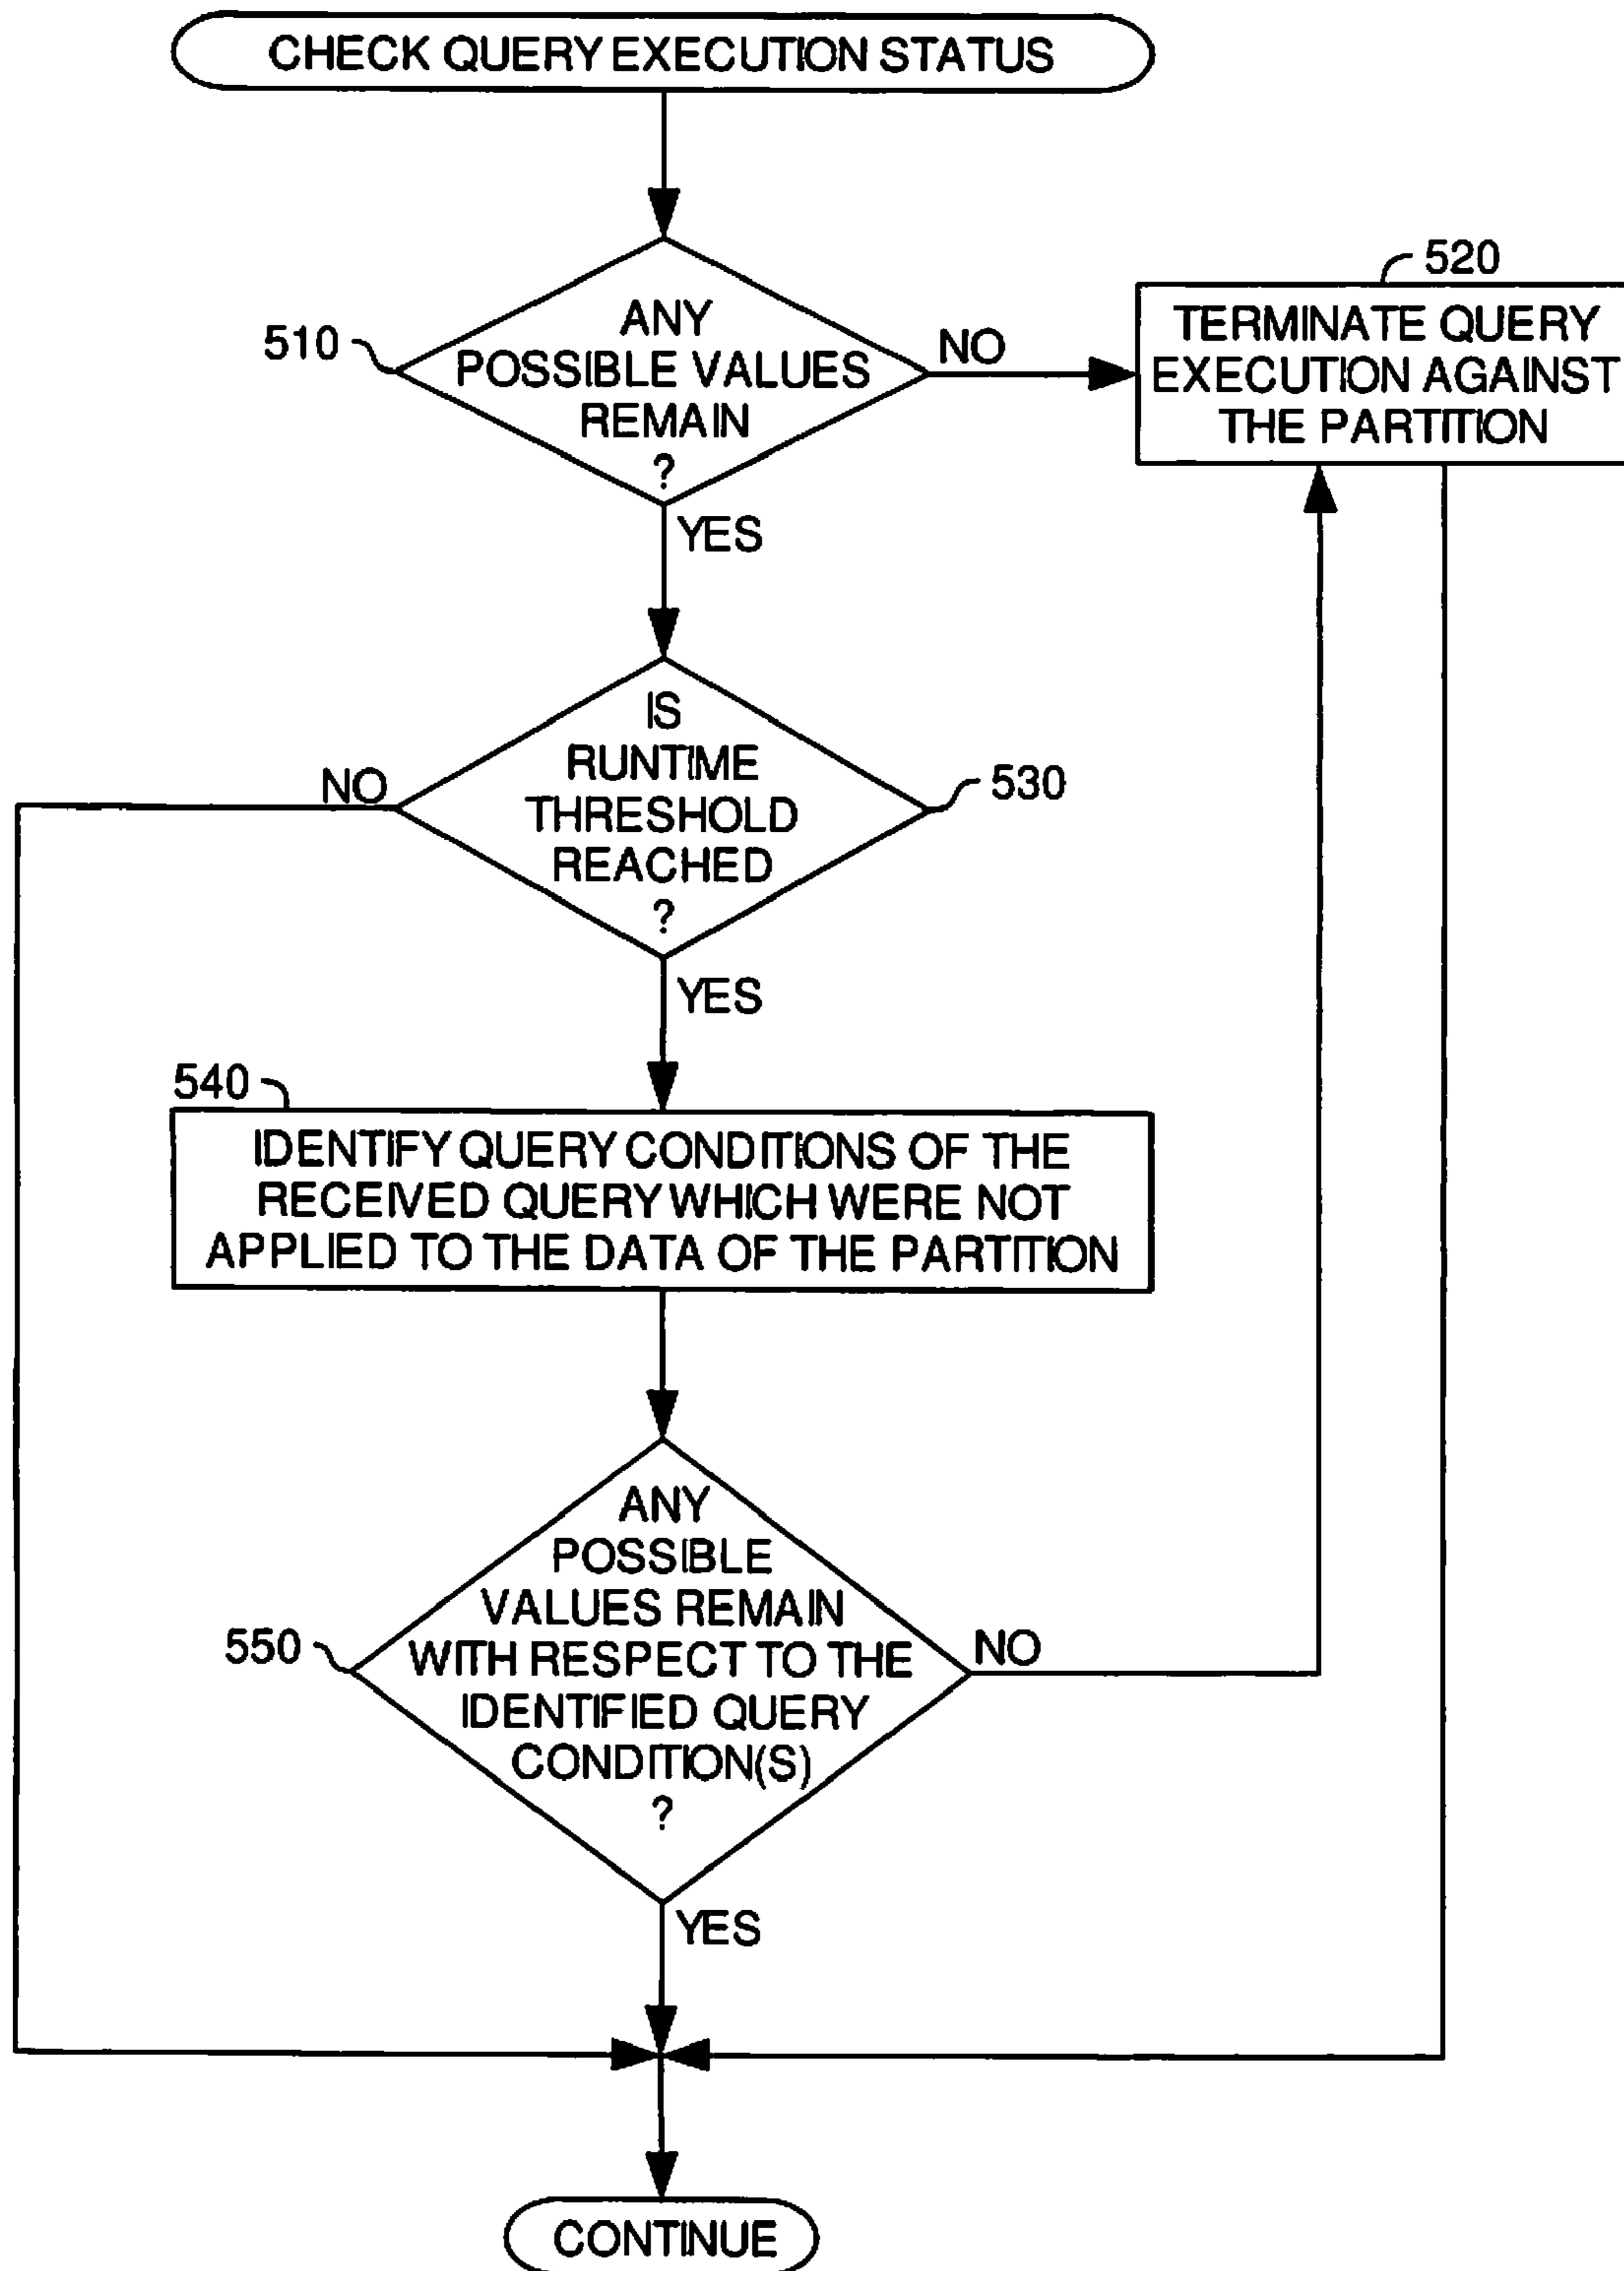 CHECK QUERY EXECUTION STATUS
520
510
ANY
POSSIBLE VALUES
REMAIN
?
NO
TERMINATE QUERY
EXECUTION AGAINST
THE PARTITION
YES
IS
RUNTIME
THRESHOLD
REACHED
?
NO
530
YES
540
IDENTIFY QUERY CONDITIONS OF THE
RECEIVED QUERY WHICH WERE NOT
APPLIED TO THE DATA OF THE PARTITION
550
ANY
POSSIBLE
VALUES REMAIN
WITH RESPECT TO THE
IDENTIFIED QUERY
CONDITION(S)
?
NO
YES
CONTINUE